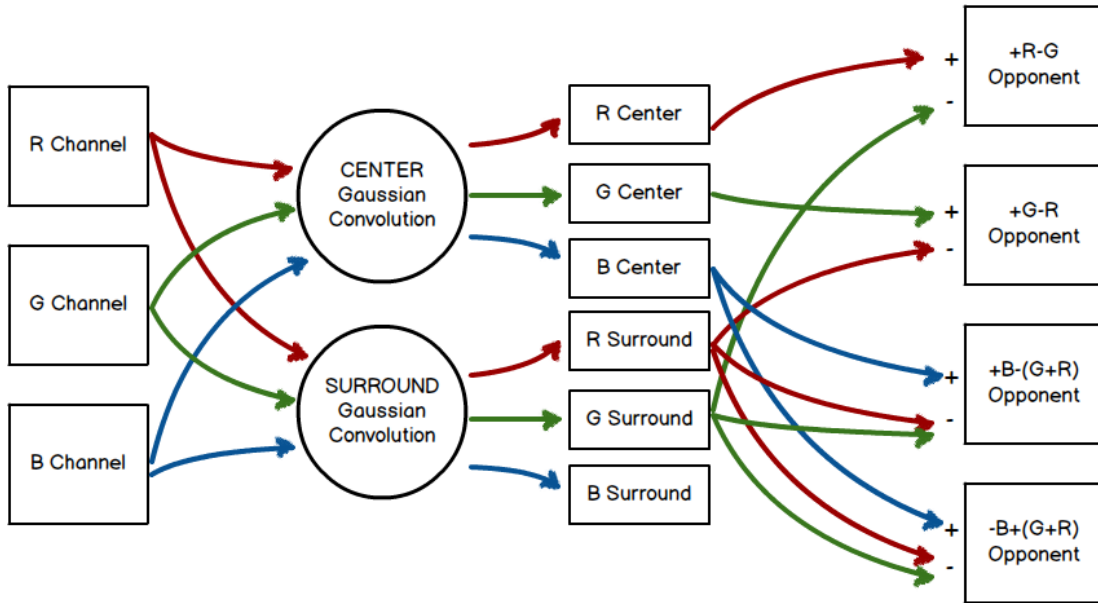 R Channel
G Channel
B Channel
CENTER
Gaussian
Convolution
SURROUND
Gaussian
Convolution
R Center
G Center
B Center
R Surround
G Surround
B Surround
+
-
+R-G
Opponent
+
-
+G-R
Opponent
+
-
+B-(G+R)
Opponent
+
-
-B+(G+R)
Opponent